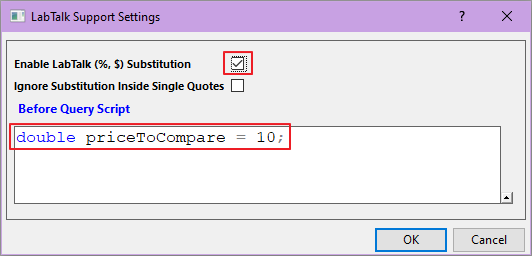 LabTalk Support Settings
Enable LabTalk (%, $) Substitution
Ignore Substitution Inside Single Quotes
Before Query Script
double priceToCompare = 10;
OK
Cancel